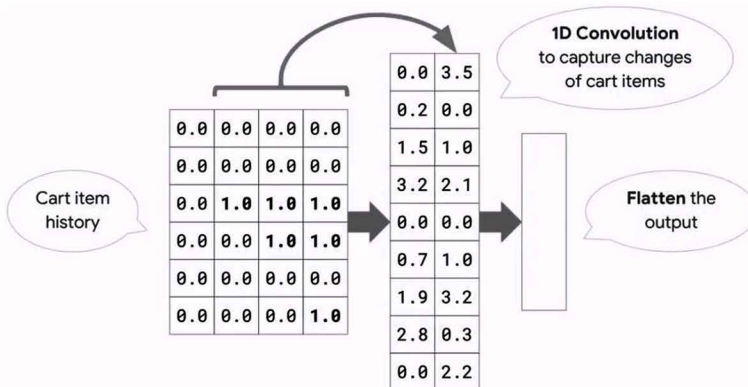 1D Convolution
to capture changes
of cart items
0.0 3.5
0.2 0.0
1.5 1.0
3.2 2.1
0.0 0.0
0.7 1.0
1.9 3.2
2.8 0.3
0.0 2.2
Cart item
history
0.0 0.0 0.0 0.0
0.0 0.0 0.0 0.0
0.0 1.0 1.0 1.0
0.0 0.0 1.0 1.0
0.0 0.0 0.0 0.0
0.0 0.0 0.0 1.0
Flatten the
output